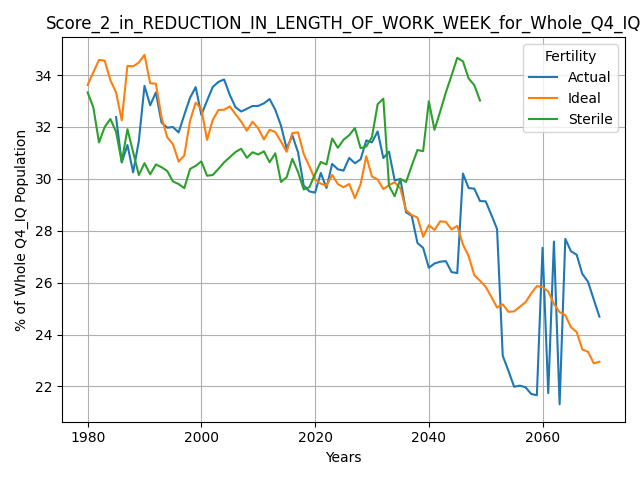 Score_2_in_REDUCTION_IN_LENGTH_OF_WORK_WEEK_for_Whole_Q4_IQ
Fertility
Actual
Ideal
Sterile
% of Whole Q4_IQ Population
34
32
30
28
26
24
22
1980
2000
2020
2040
2060
Years